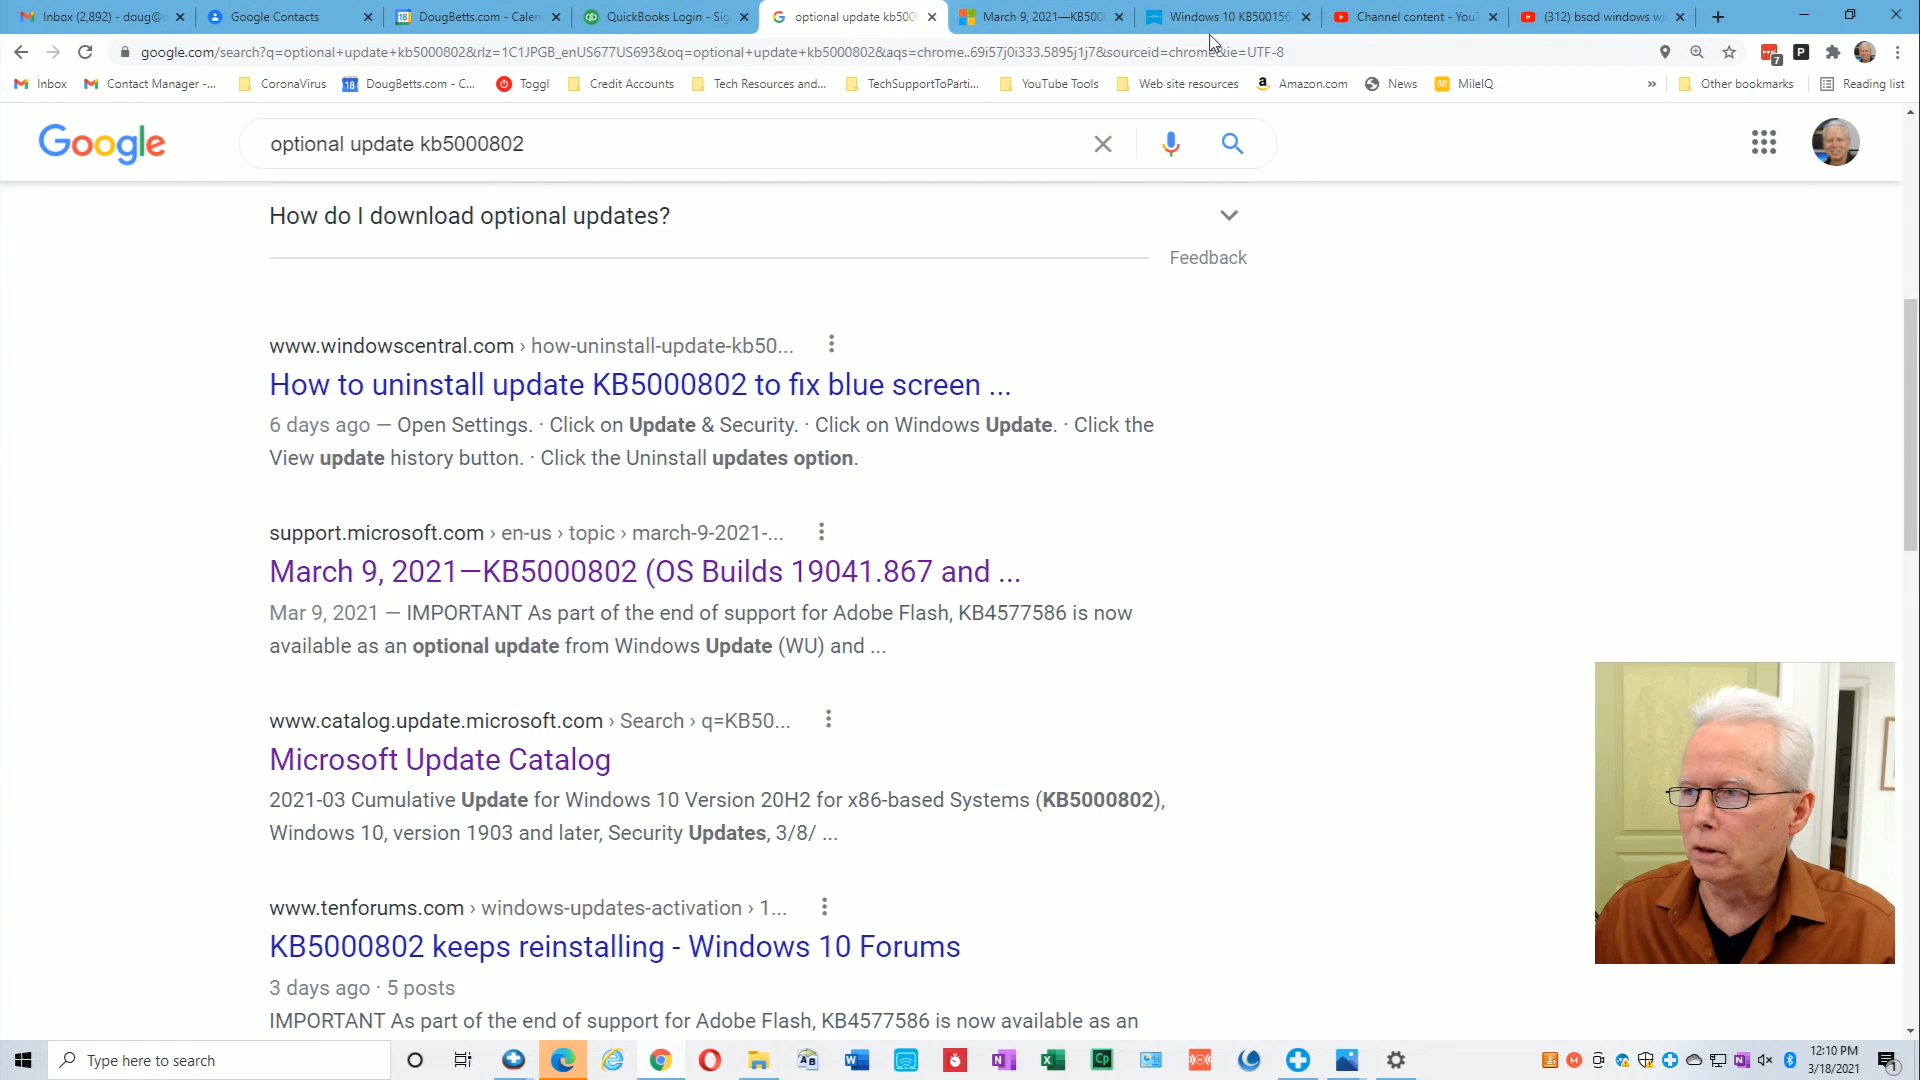 Inbox (2,892) - doug@
Google Contacts
DougBetts.com - Calen
QuickBooks Login - Sig
optional update kb500
March 9, 2021—KB500
Windows 10 KB500156
Channel content - YouT
(312) bsod windows wi
google.com/search?q=optional+update+kb5000802&rlz=1C1JPGB_enUS677US693&oq=optional+update+kb5000802&aqs=chrome..69i57j0i333.5895j1j7&sourceid=chrome&ie=UTF-8
7
Inbox
Contact Manager -...
CoronaVirus
DougBetts.com - C...
Toggl
Credit Accounts
Tech Resources and...
TechSupportToParti...
YouTube Tools
Web site resources
Amazon.com
News
MileIQ
»
Other bookmarks
Reading list
Google
optional update kb5000802
How do I download optional updates?
Feedback
www.windowscentral.com › how-uninstall-update-kb50...
How to uninstall update KB5000802 to fix blue screen ...
6 days ago — Open Settings. · Click on Update & Security. · Click on Windows Update. · Click the
View update history button. · Click the Uninstall updates option.
support.microsoft.com › en-us › topic › march-9-2021-...
March 9, 2021—KB5000802 (OS Builds 19041.867 and ...
Mar 9, 2021 — IMPORTANT As part of the end of support for Adobe Flash, KB4577586 is now
available as an optional update from Windows Update (WU) and ...
www.catalog.update.microsoft.com › Search › q=KB50...
Microsoft Update Catalog
2021-03 Cumulative Update for Windows 10 Version 20H2 for x86-based Systems (KB5000802),
Windows 10, version 1903 and later, Security Updates, 3/8/ ...
www.tenforums.com › windows-updates-activation › 1...
KB5000802 keeps reinstalling - Windows 10 Forums
3 days ago · 5 posts
IMPORTANT As part of the end of support for Adobe Flash, KB4577586 is now available as an
Type here to search
12:10 PM
3/18/2021